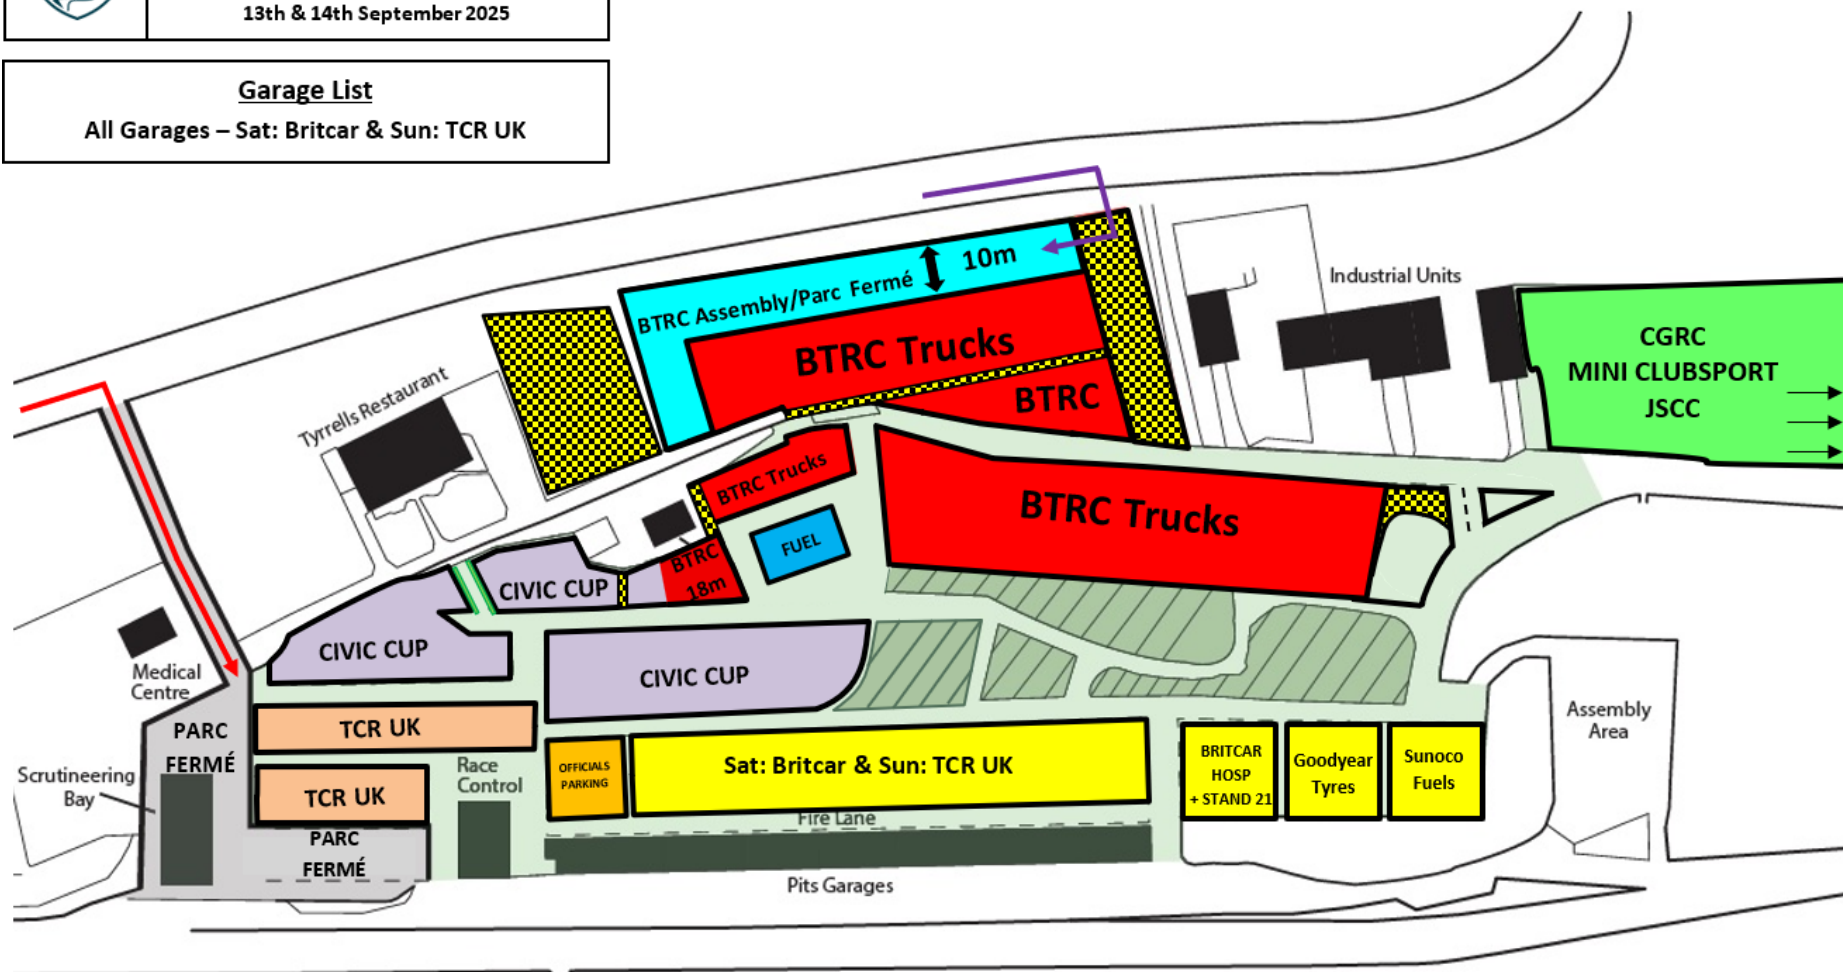 13th & 14th September 2025
Garage List
All Garages – Sat: Britcar & Sun: TCR UK
10m
BTRC Assembly/Parc Fermé
Industrial Units
BTRC Trucks
CGRC
MINI CLUBSPORT
JSCC
BTRC
Tyrrells Restaurant
BTRC Trucks
BTRC Trucks
FUEL
BTRC
18m
CIVIC CUP
CIVIC CUP
CIVIC CUP
Medical
Centre
PARC
FERMÉ
TCR UK
Assembly
Area
Scrutineering
Bay
TCR UK
Race
Control
OFFICIALS
PARKING
Sat: Britcar & Sun: TCR UK
BRITCAR
HOSP
+ STAND 21
Goodyear
Tyres
Sunoco
Fuels
Fire Lane
PARC
FERMÉ
Pits Garages